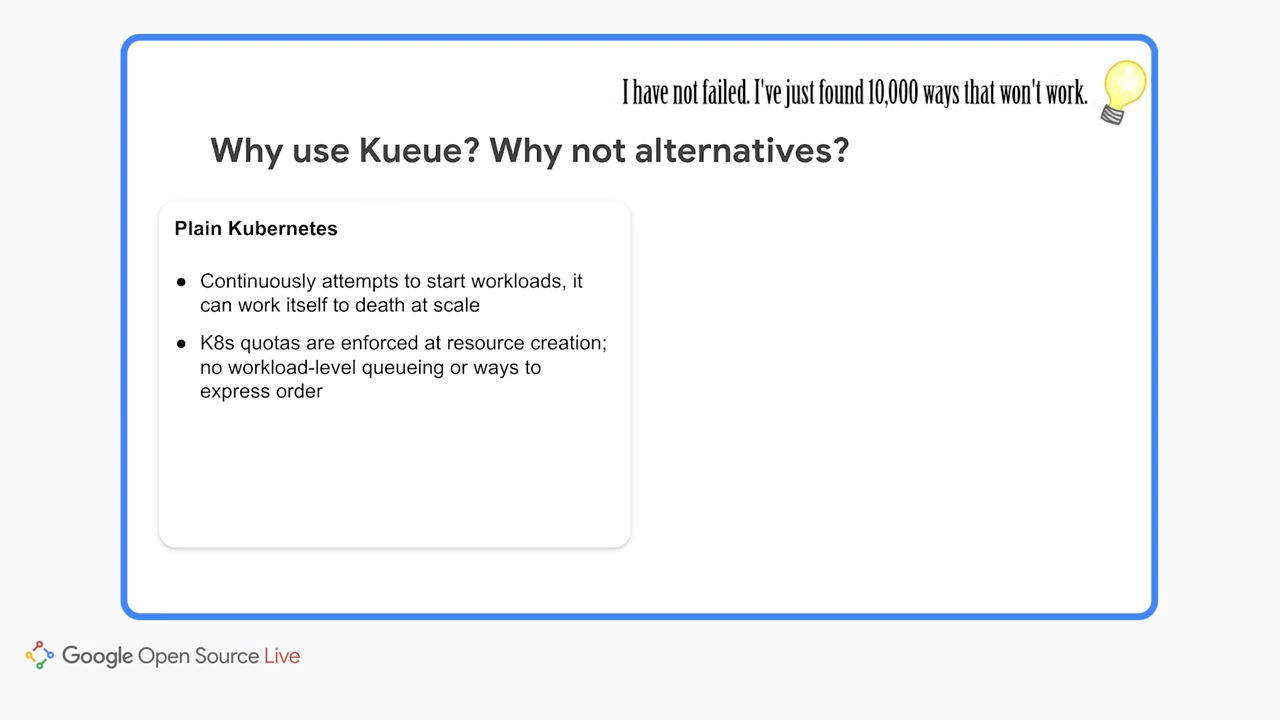 I have not failed. I've just found 10,000 ways that won't work.
Why use Kueue? Why not alternatives?
Plain Kubernetes
● Continuously attempts to start workloads, it
can work itself to death at scale
● K8s quotas are enforced at resource creation;
no workload-level queueing or ways to
express order
Google Open Source Live